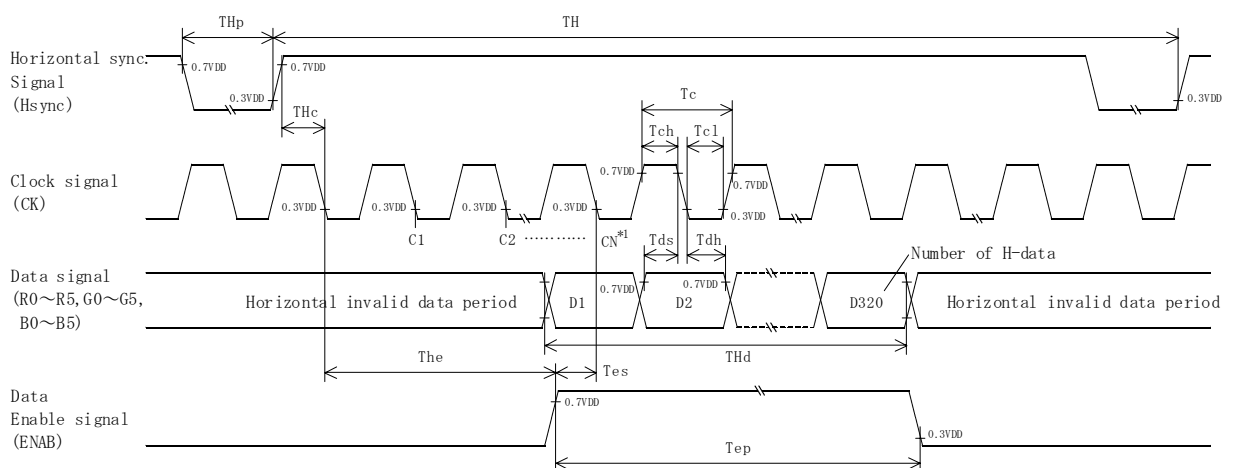 THp
TH
Horizontal sync.
Signal
(Hsync)
0.7VDD
0.7VDD
0.3VDD
0.3VDD
THc
Tc
Tch
Tcl
Clock signal
(CK)
0.7VDD
0.7VDD
0.3VDD
0.3VDD
0.3VDD
0.3VDD
0.3VDD
C1
C2
…………
CN*1
Tds
Tdh
Number of H-data
Data signal
(R0～R5,G0～G5,
B0～B5)
Horizontal invalid data period
D1
0.7VDD
D2
0.7VDD
D320
Horizontal invalid data period
The
Tes
THd
Data
Enable signal
(ENAB)
0.7VDD
0.3VDD
Tep